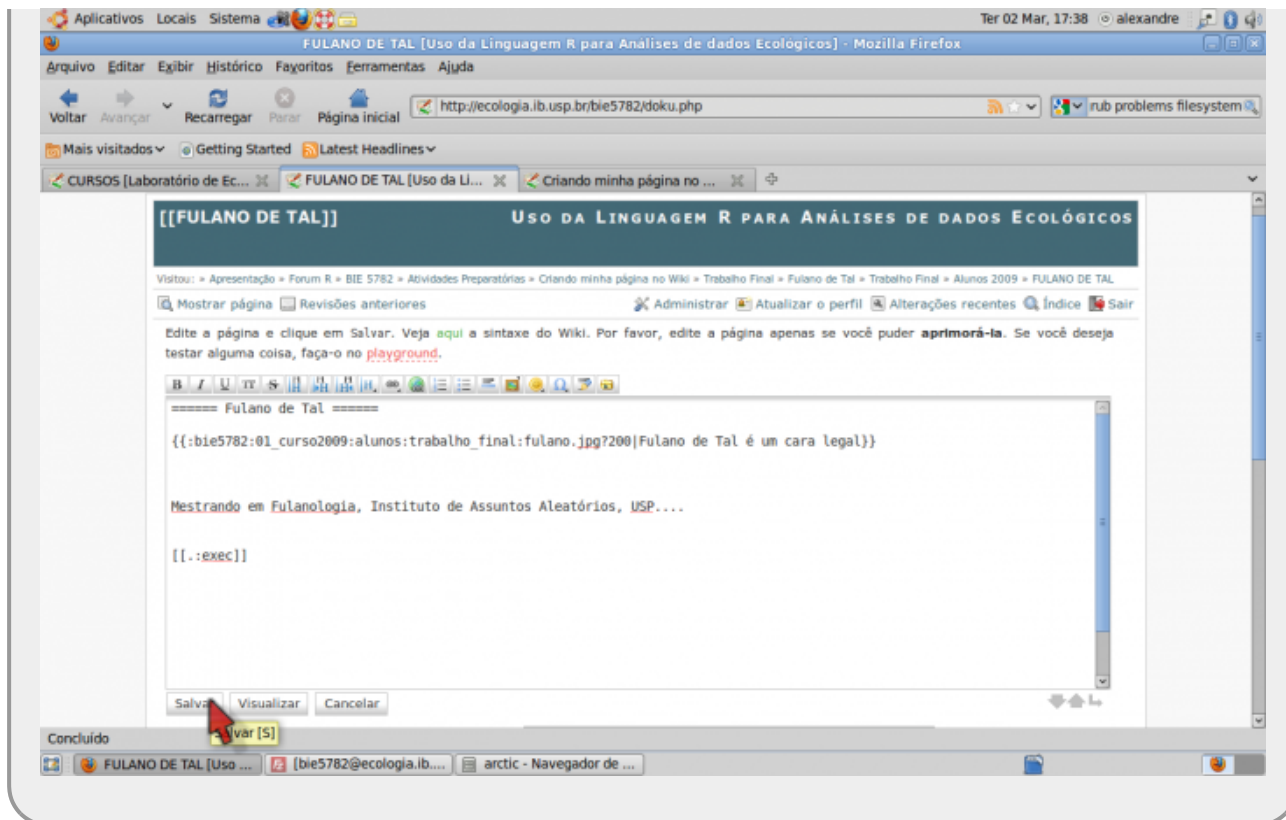 Aplicativos Locais Sistema Ter 02 Mar, 17:38 alexandre
FULANO DE TAL [Uso da Linguagem R para Análises de dados Ecológicos] - Mozilla Firefox
Arquivo Editar Exibir Histórico Favoritos Ferramentas Ajuda
Voltar Avançar Recarregar Parar Página inicial http://ecologia.ib.usp.br/bie5782/doku.php rub problems filesystem
Mais visitados Getting Started Latest Headlines
CURSOS [Laboratório de Ec... FULANO DE TAL [Uso da Li... Criando minha página no ...
[[FULANO DE TAL]] USO DA LINGUAGEM R PARA ANÁLISES DE DADOS ECOLÓGICOS
Visitou: » Apresentação » Forum R » BIE 5782 » Atividades Preparatórias » Criando minha página no Wiki » Trabalho Final » Fulano de Tal » Trabalho Final » Alunos 2009 » FULANO DE TAL
Mostrar página Revisões anteriores Administrar Atualizar o perfil Alterações recentes Índice Sair
Edite a página e clique em Salvar. Veja aqui a sintaxe do Wiki. Por favor, edite a página apenas se você puder aprimorá-la. Se você deseja
testar alguma coisa, faça-o no playground.
B I U TT S
====== Fulano de Tal ======
{{:bie5782:01_curso2009:alunos:trabalho_final:fulano.jpg?200|Fulano de Tal é um cara legal}}
Mestrando em Fulanologia, Instituto de Assuntos Aleatórios, USP....
[[.:exec]]
Salvar Visualizar Cancelar
Salvar [S]
Concluído
FULANO DE TAL [Uso ... [bie5782@ecologia.ib.... arctic - Navegador de ...